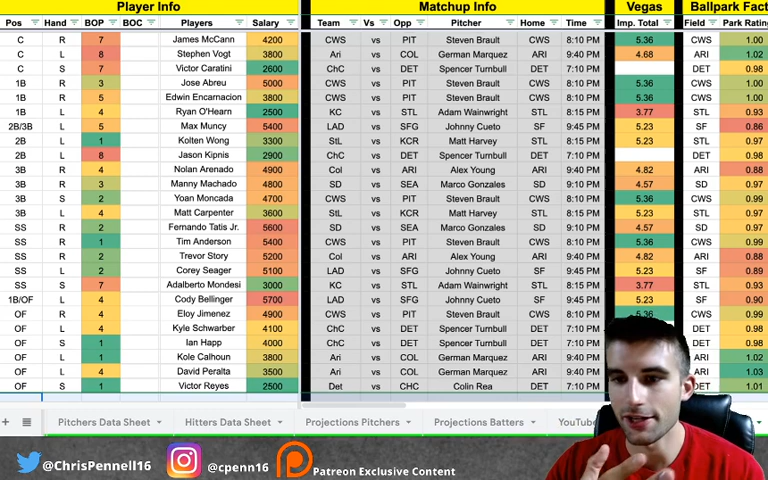 Player Info Matchup Info Vegas Ballpark Fact
Pos Hand BOP BOC Players Salary Team Vs Opp Pitcher Home Time Imp. Total Field Park Rating
C R 7 James McCann 4200 CWS vs PIT Steven Brault CWS 8:10 PM 5.36 CWS 1.00
C L 8 Stephen Vogt 3800 Ari vs COL German Marquez ARI 9:40 PM 4.68 ARI 1.02
C S 7 Victor Caratini 2600 ChC vs DET Spencer Turnbull DET 7:10 PM DET 0.98
1B R 3 Jose Abreu 5000 CWS vs PIT Steven Brault CWS 8:10 PM 5.36 CWS 1.00
1B R 5 Edwin Encarnacion 3800 CWS vs PIT Steven Brault CWS 8:10 PM 5.36 CWS 1.00
1B L 4 Ryan O'Hearn 2500 KC vs STL Adam Wainwright STL 8:15 PM 3.77 STL 0.93
2B/3B L 5 Max Muncy 5400 LAD vs SFG Johnny Cueto SF 9:45 PM 5.23 SF 0.86
2B L 1 Kolten Wong 3300 StL vs KCR Matt Harvey STL 8:15 PM 5.23 STL 0.97
2B L 8 Jason Kipnis 2900 ChC vs DET Spencer Turnbull DET 7:10 PM DET 0.98
3B R 4 Nolan Arenado 4900 Col vs ARI Alex Young ARI 9:40 PM 4.82 ARI 0.88
3B R 3 Manny Machado 4800 SD vs SEA Marco Gonzales SD 9:10 PM 4.57 SD 0.97
3B S 2 Yoan Moncada 4700 CWS vs PIT Steven Brault CWS 8:10 PM 5.36 CWS 0.99
3B L 4 Matt Carpenter 3600 StL vs KCR Matt Harvey STL 8:15 PM 5.23 STL 0.97
SS R 2 Fernando Tatis Jr. 5600 SD vs SEA Marco Gonzales SD 9:10 PM 4.57 SD 0.97
SS R 1 Tim Anderson 5400 CWS vs PIT Steven Brault CWS 8:10 PM 5.36 CWS 0.99
SS R 2 Trevor Story 5200 Col vs ARI Alex Young ARI 9:40 PM 4.82 ARI 0.88
SS L 2 Corey Seager 5100 LAD vs SFG Johnny Cueto SF 9:45 PM 5.23 SF 0.89
SS S 7 Adalberto Mondesi 3000 KC vs STL Adam Wainwright STL 8:15 PM 3.77 STL 0.93
1B/OF L 4 Cody Bellinger 5700 LAD vs SFG Johnny Cueto SF 9:45 PM 5.23 SF 0.90
OF R 4 Eloy Jimenez 4900 CWS vs PIT Steven Brault CWS 8:10 PM 5.36 CWS 0.99
OF L 4 Kyle Schwarber 4100 ChC vs DET Spencer Turnbull DET 7:10 PM DET 0.98
OF S 1 Ian Happ 4000 ChC vs DET Spencer Turnbull DET 7:10 PM DET 0.98
OF L 1 Kole Calhoun 3800 Ari vs COL German Marquez ARI 9:40 PM ARI 1.02
OF L 4 David Peralta 3500 Ari vs COL German Marquez ARI 9:40 PM ARI 1.03
OF S 1 Victor Reyes 2500 Det vs CHC Colin Rea DET 7:10 PM DET 1.01
Pitchers Data Sheet Hitters Data Sheet Projections Pitchers Projections Batters YouTube
@ChrisPennell16 @cpenn16 Patreon Exclusive Content